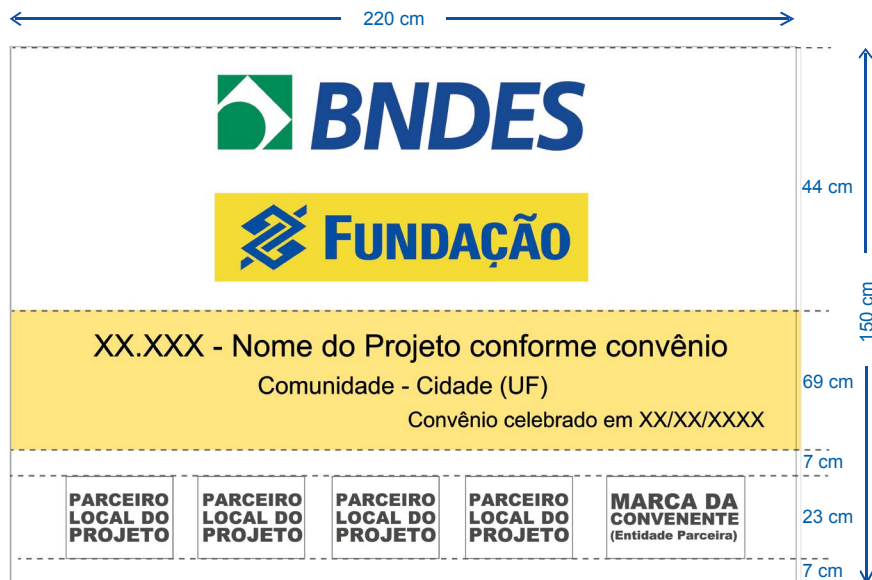 220 cm
BNDES
44 cm
FUNDAÇÃO
150 cm
XX.XXX - Nome do Projeto conforme convênio
Comunidade - Cidade (UF)
69 cm
Convênio celebrado em XX/XX/XXXX
7 cm
PARCEIRO
LOCAL DO
PROJETO
PARCEIRO
LOCAL DO
PROJETO
PARCEIRO
LOCAL DO
PROJETO
PARCEIRO
LOCAL DO
PROJETO
MARCA DA
CONVENENTE
(Entidade Parceira)
23 cm
7 cm